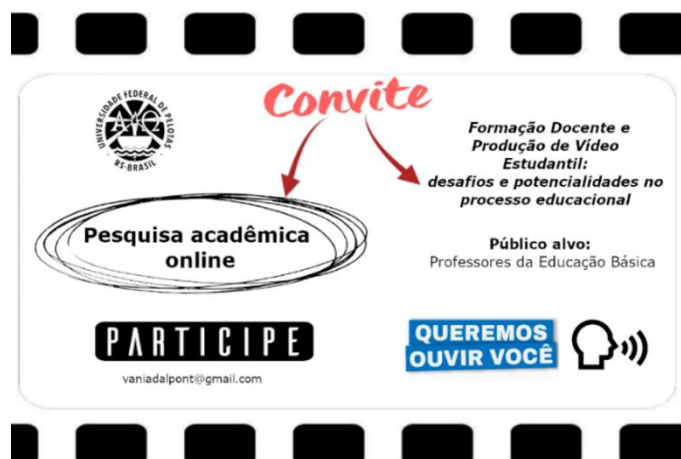 Convite
UNIVERSIDADE FEDERAL DE PELOTAS
RS-BRASIL
Formação Docente e
Produção de Vídeo
Estudantil:
desafios e potencialidades no
processo educacional
Pesquisa acadêmica
online
Público alvo:
Professores da Educação Básica
PARTICIPE
vaniadalpont@gmail.com
QUEREMOS
OUVIR VOCÊ